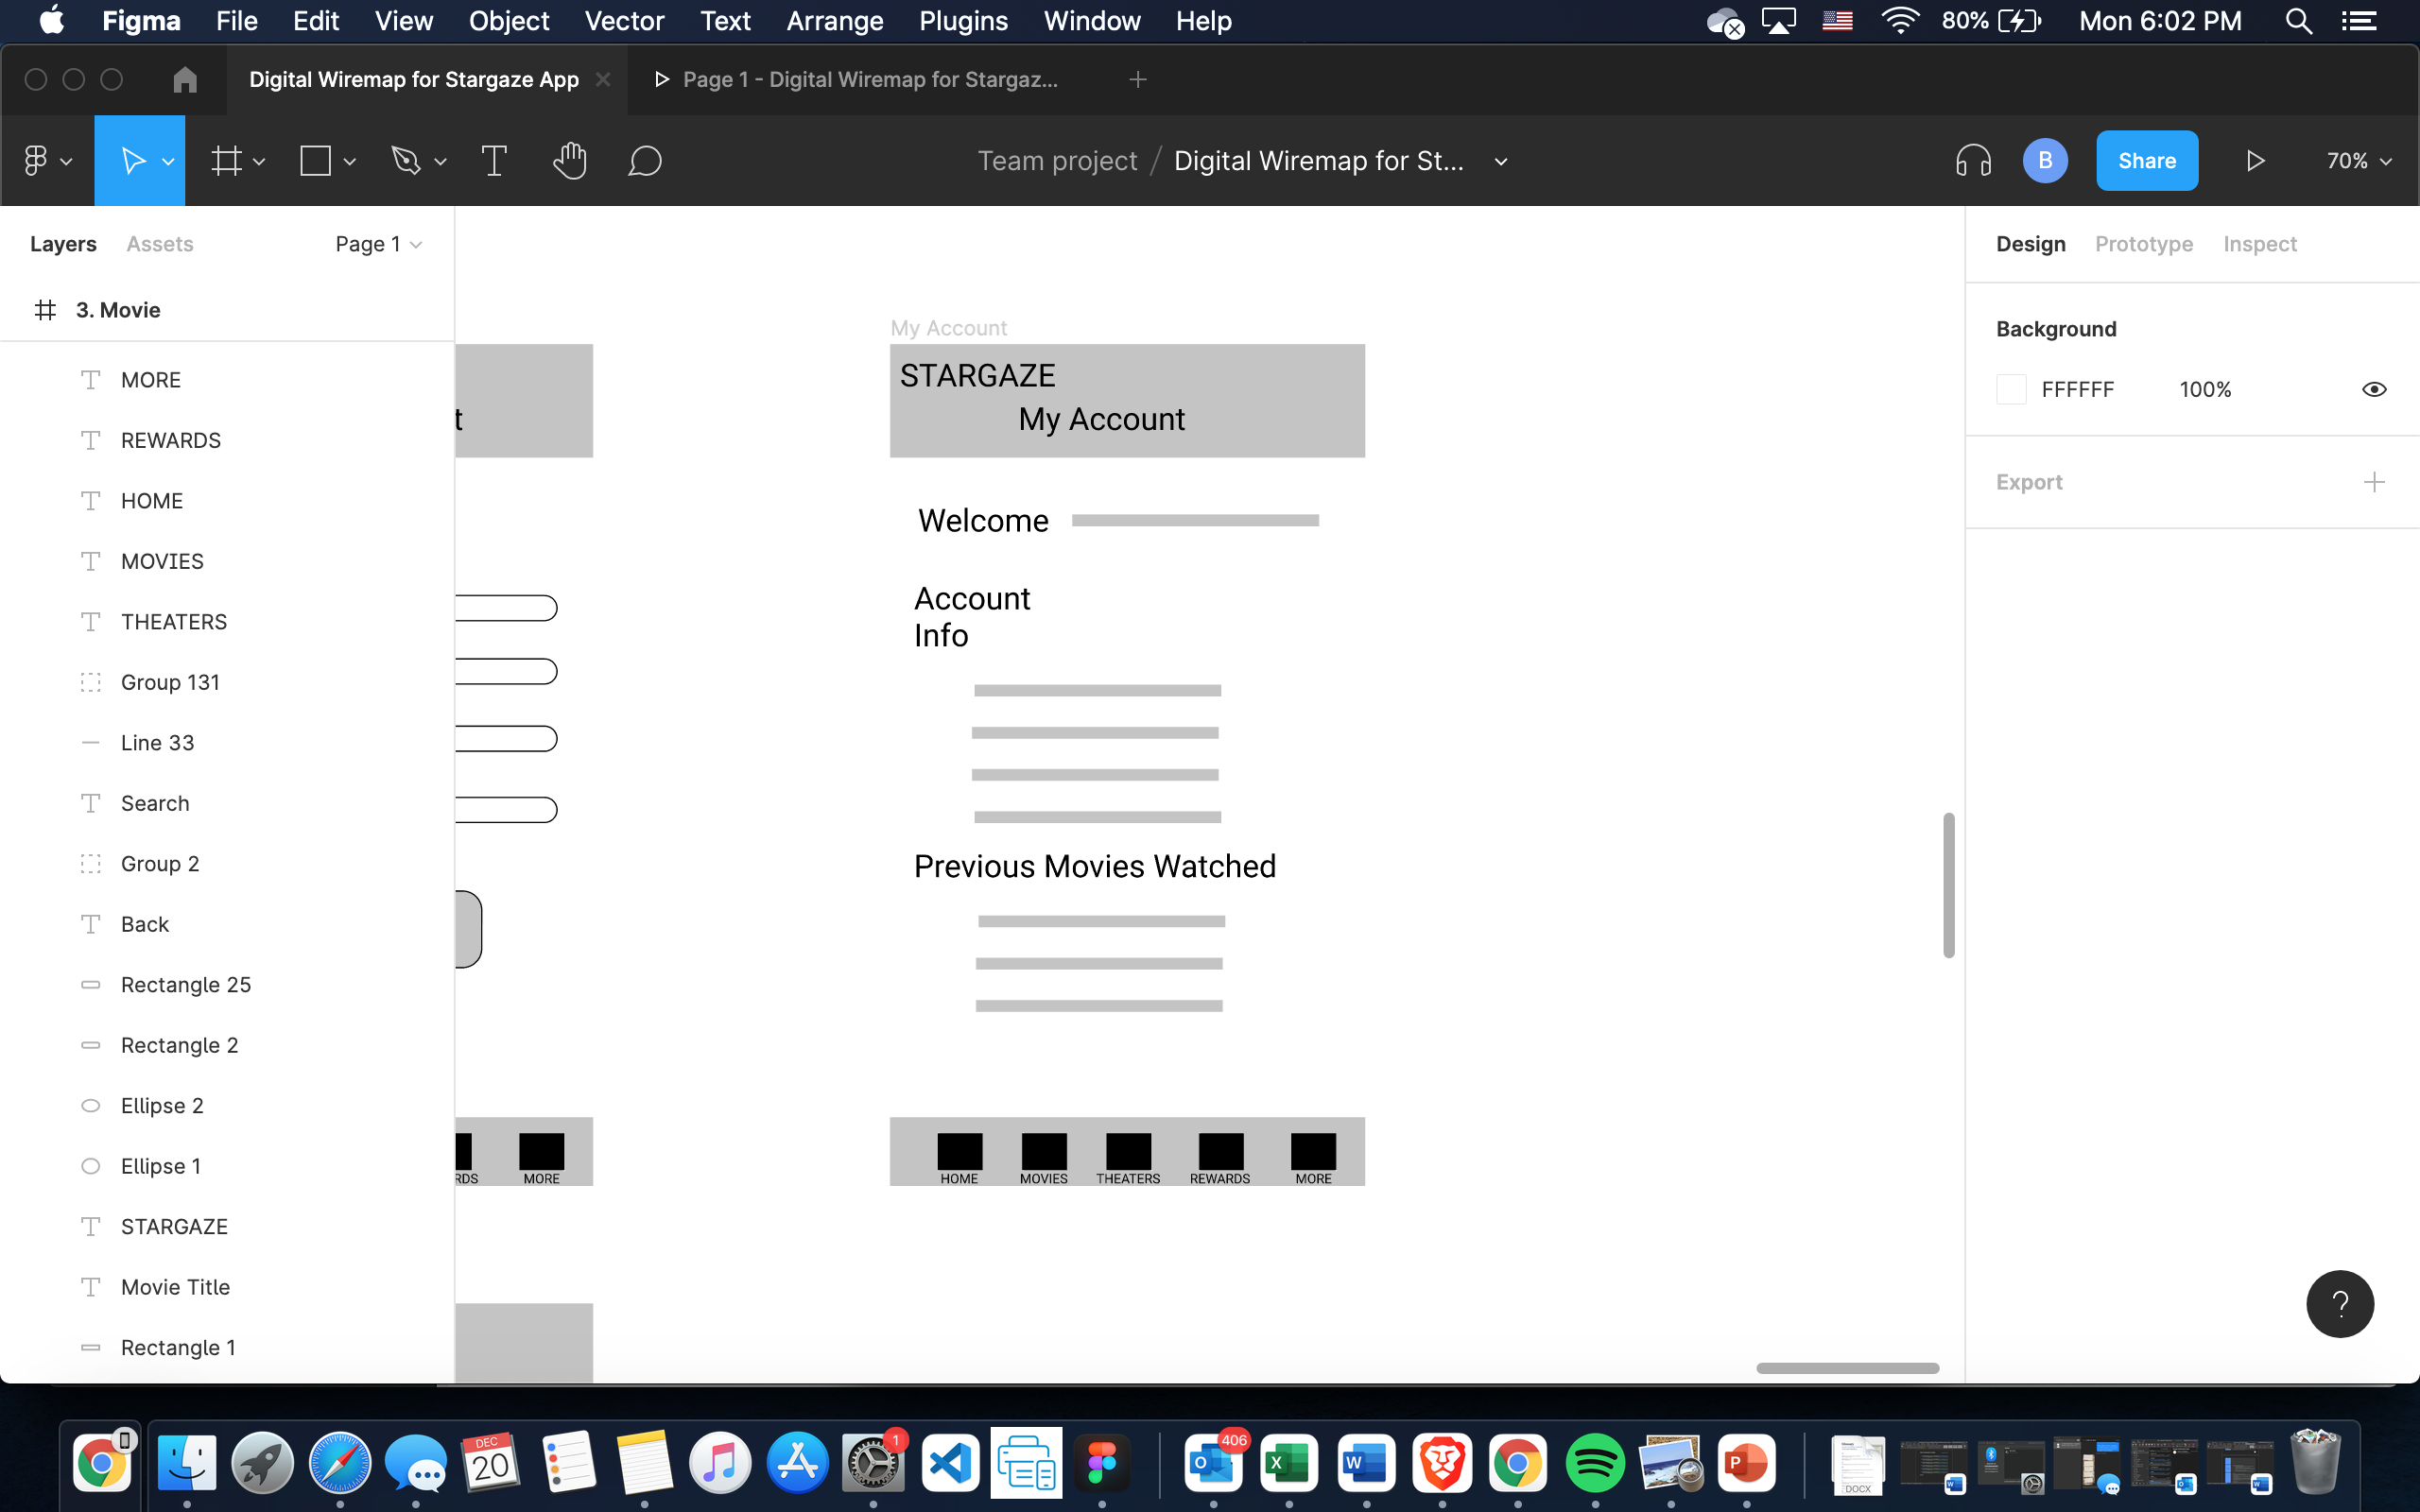 Figma File Edit View Object Vector Text Arrange Plugins Window Help 80% Mon 6:02 PM
Digital Wiremap for Stargaze App Page 1 - Digital Wiremap for Stargaz...
Team project / Digital Wiremap for St... B Share 70%
Layers Assets Page 1
Design Prototype Inspect
3. Movie
MORE
REWARDS
HOME
MOVIES
THEATERS
Group 131
Line 33
Search
Group 2
Back
Rectangle 25
Rectangle 2
Ellipse 2
Ellipse 1
STARGAZE
Movie Title
Rectangle 1
t
RDS MORE
My Account
STARGAZE
My Account
Welcome
Account
Info
Previous Movies Watched
HOME MOVIES THEATERS REWARDS MORE
Background
FFFFFF 100%
Export
?
DEC
20
1
406
X
W
P
DOCX